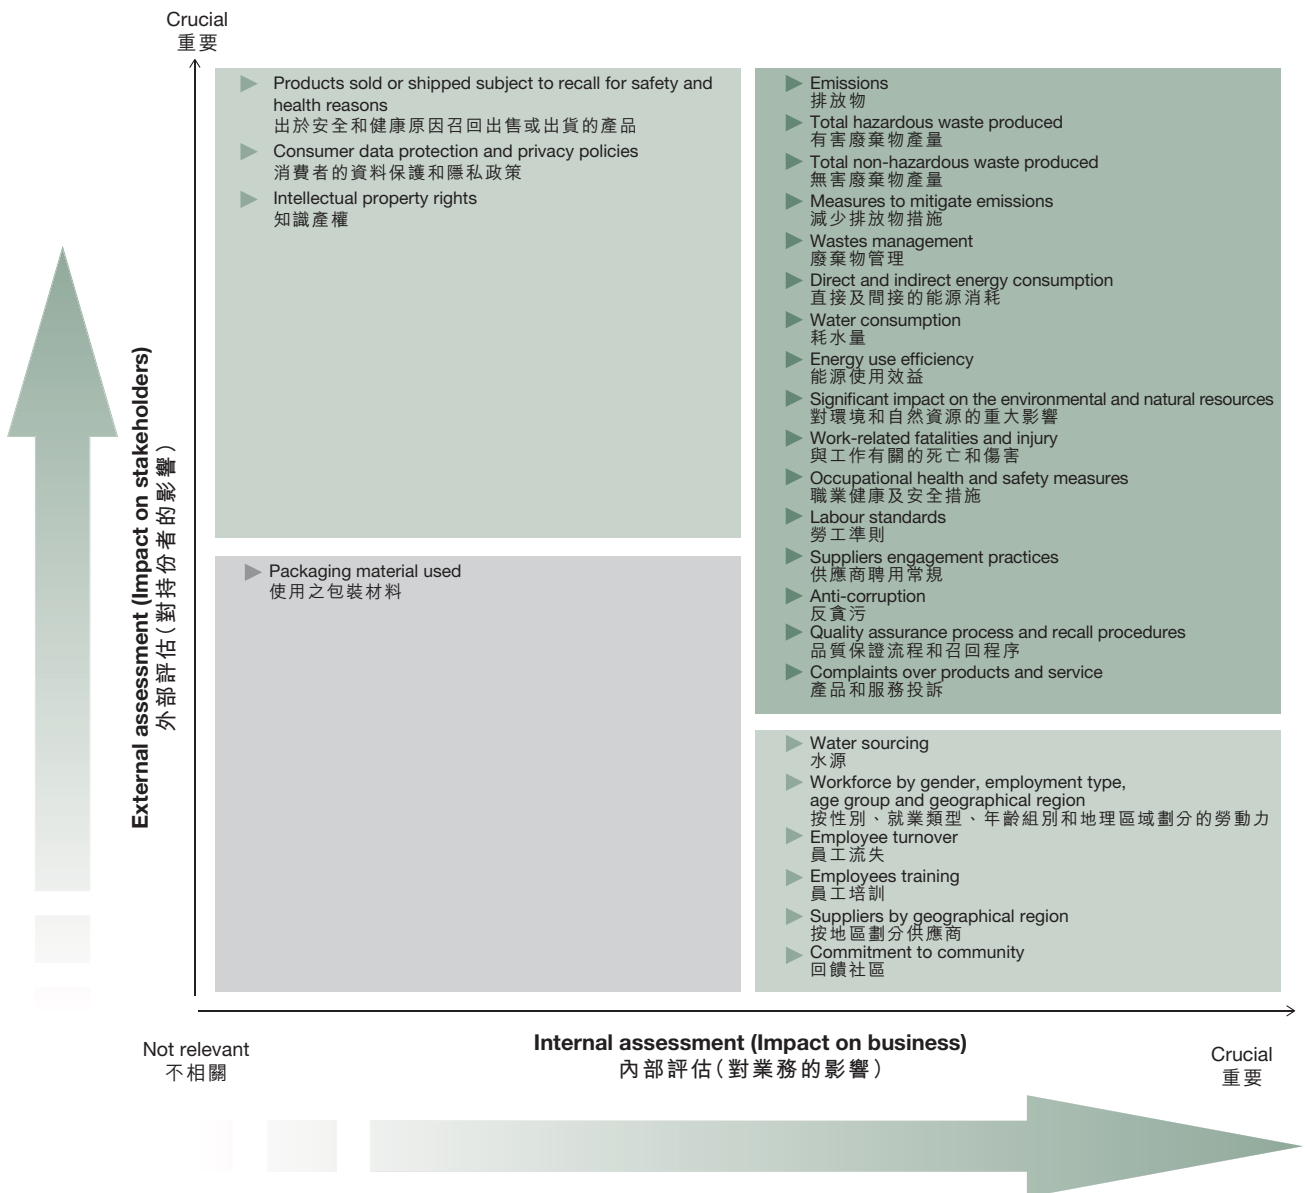 Crucial
重要
Products sold or shipped subject to recall for safety and
health reasons
出於安全和健康原因召回出售或出貨的產品
Consumer data protection and privacy policies
消費者的資料保護和隱私政策
Intellectual property rights
知識產權
Emissions
排放物
Total hazardous waste produced
有害廢棄物產量
Total non-hazardous waste produced
無害廢棄物產量
Measures to mitigate emissions
減少排放物措施
Wastes management
廢棄物管理
Direct and indirect energy consumption
直接及間接的能源消耗
Water consumption
耗水量
Energy use efficiency
能源使用效益
Significant impact on the environmental and natural resources
對環境和自然資源的重大影響
Work-related fatalities and injury
與工作有關的死亡和傷害
Occupational health and safety measures
職業健康及安全措施
Labour standards
勞工準則
Suppliers engagement practices
供應商聘用常規
Anti-corruption
反貪污
Quality assurance process and recall procedures
品質保證流程和召回程序
Complaints over products and service
產品和服務投訴
External assessment (Impact on stakeholders)
外部評估(對持份者的影響)
Packaging material used
使用之包裝材料
Water sourcing
水源
Workforce by gender, employment type,
age group and geographical region
按性別、就業類型、年齡組別和地理區域劃分的勞動力
Employee turnover
員工流失
Employees training
員工培訓
Suppliers by geographical region
按地區劃分供應商
Commitment to community
回饋社區
Not relevant
不相關
Internal assessment (Impact on business)
內部評估(對業務的影響)
Crucial
重要